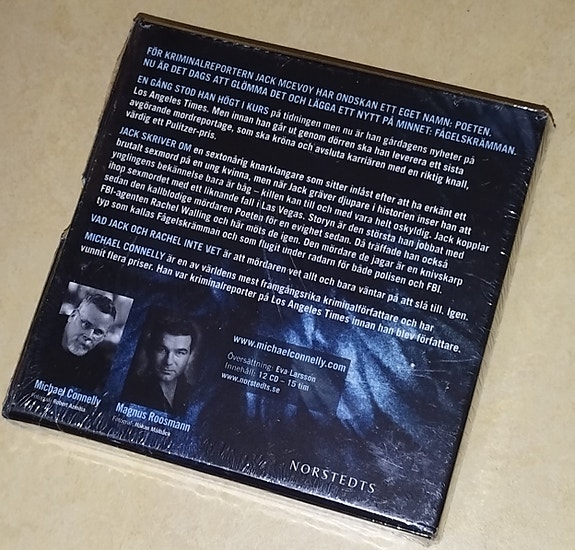 FÖR KRIMINALREPORTERN JACK MCEVOY HAR ONDSKAN ETT EGET NAMN: POETEN.
NU ÄR DET DAGS ATT GLÖMMA DET OCH LÄGGA ETT NYTT PÅ MINNET: FÅGELSKRÄMMAN.
EN GÅNG STOD HAN HÖGT I KURS på tidningen men nu är han gårdagens nyheter på
Los Angeles Times. Men innan han går ut genom dörren ska han leverera ett sista
avgörande mordreportage, som ska kröna och avsluta karriären med en riktig knall,
värdig ett Pulitzer-pris.
JACK SKRIVER OM en sextonårig knarklangare som sitter inlåst efter att ha erkänt ett
brutalt sexmord på en ung kvinna, men när Jack gräver djupare i historien inser han att
ynglingens bekännelse bara är båg – killen kan till och med vara helt oskyldig. Jack kopplar
ihop sexmordet med ett liknande fall i Las Vegas. Storyn är den största han jobbat med
sedan den kallblodige mördaren Poeten för en evighet sedan. Då träffade han också
FBI-agenten Rachel Walling och här möts de igen. Den mördare de jagar är en knivskarp
typ som kallas Fågelskrämman och som flugit under radarn för både polisen och FBI.
VAD JACK OCH RACHEL INTE VET är att mördaren vet allt och bara väntar på att slå till. Igen.
MICHAEL CONNELLY är en av världens mest framgångsrika kriminalförfattare och har
vunnit flera priser. Han var kriminalreporter på Los Angeles Times innan han blev författare.
www.michaelconnelly.com
Översättning: Eva Larsson
Innehåll: 12 CD – 15 tim
www.norstedts.se
Michael Connelly
Fotograf: Robert Azmitia
Magnus Roosmann
Fotograf: Håkan Målbäck
NORSTEDTS